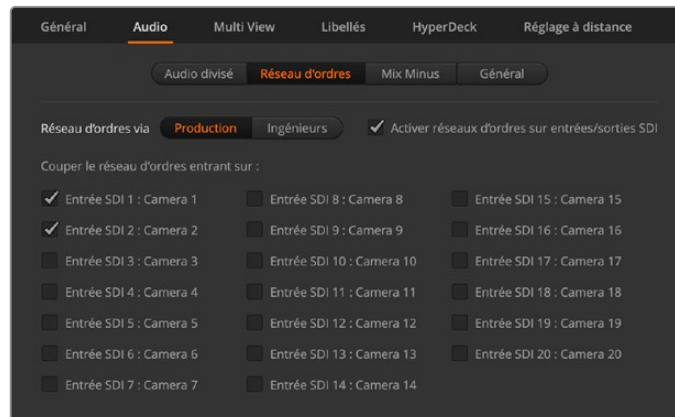 Général Audio Multi View Libellés HyperDeck Réglage à distance
Audio divisé Réseau d'ordres Mix Minus Général
Réseau d'ordres via Production Ingénieurs Activer réseaux d'ordres sur entrées/sorties SDI
Couper le réseau d'ordres entrant sur :
Entrée SDI 1 : Camera 1 Entrée SDI 8 : Camera 8 Entrée SDI 15 : Camera 15
Entrée SDI 2 : Camera 2 Entrée SDI 9 : Camera 9 Entrée SDI 16 : Camera 16
Entrée SDI 3 : Camera 3 Entrée SDI 10 : Camera 10 Entrée SDI 17 : Camera 17
Entrée SDI 4 : Camera 4 Entrée SDI 11 : Camera 11 Entrée SDI 18 : Camera 18
Entrée SDI 5 : Camera 5 Entrée SDI 12 : Camera 12 Entrée SDI 19 : Camera 19
Entrée SDI 6 : Camera 6 Entrée SDI 13 : Camera 13 Entrée SDI 20 : Camera 20
Entrée SDI 7 : Camera 7 Entrée SDI 14 : Camera 14